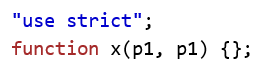 "use strict";
function x(p1, p1) {};